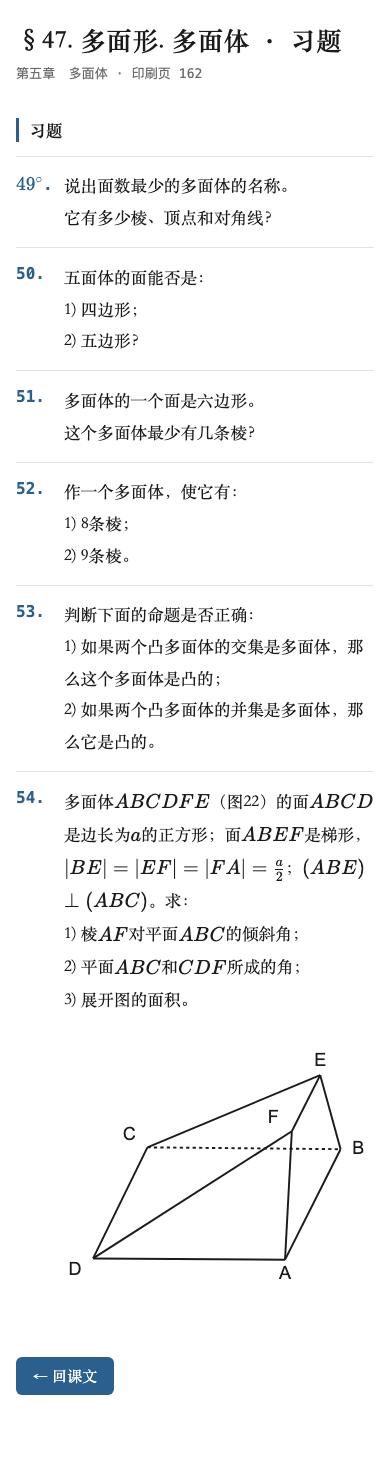 § 47. 多面形. 多面体 · 习题
第五章 多面体 · 印刷页 162
习题
49°. 说出面数最少的多面体的名称。
它有多少棱、顶点和对角线?
50. 五面体的面能否是:
1) 四边形;
2) 五边形?
51. 多面体的一个面是六边形。
这个多面体最少有几条棱?
52. 作一个多面体，使它有:
1) 8条棱;
2) 9条棱。
53. 判断下面的命题是否正确:
1) 如果两个凸多面体的交集是多面体，那
么这个多面体是凸的;
2) 如果两个凸多面体的并集是多面体，那
么它是凸的。
54. 多面体ABCDFE（图22）的面ABCD
是边长为a的正方形；面ABEF是梯形，
|BE| = |EF| = |FA| = a/2；(ABE)
⊥ (ABC)。求:
1) 棱AF对平面ABC的倾斜角;
2) 平面ABC和CDF所成的角;
3) 展开图的面积。
E
F
C
B
D
A
← 回课文